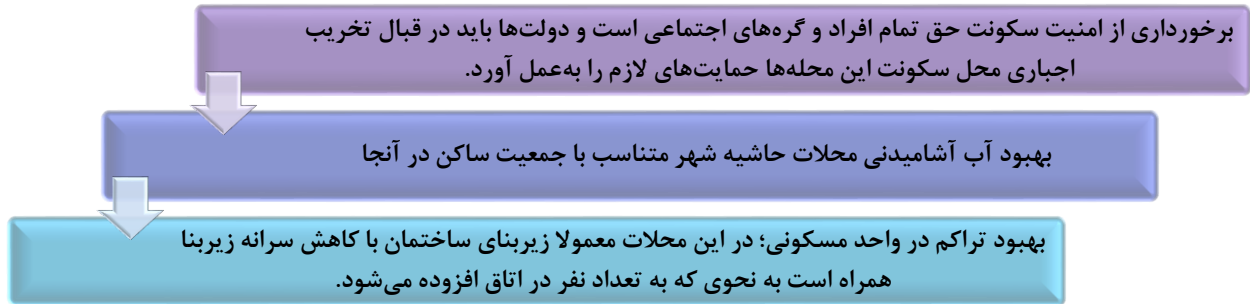 برخورداری از امنیت سکونت حق تمام افراد و گره‌های اجتماعی است و دولت‌ها باید در قبال تخریب
اجباری محل سکونت این محله‌ها حمایت‌های لازم را به‌عمل آورد.
بهبود آب آشامیدنی محلات حاشیه شهر متناسب با جمعیت ساکن در آنجا
بهبود تراکم در واحد مسکونی؛ در این محلات معمولا زیربنای ساختمان با کاهش سرانه زیربنا
همراه است به نحوی که به تعداد نفر در اتاق افزوده می‌شود.